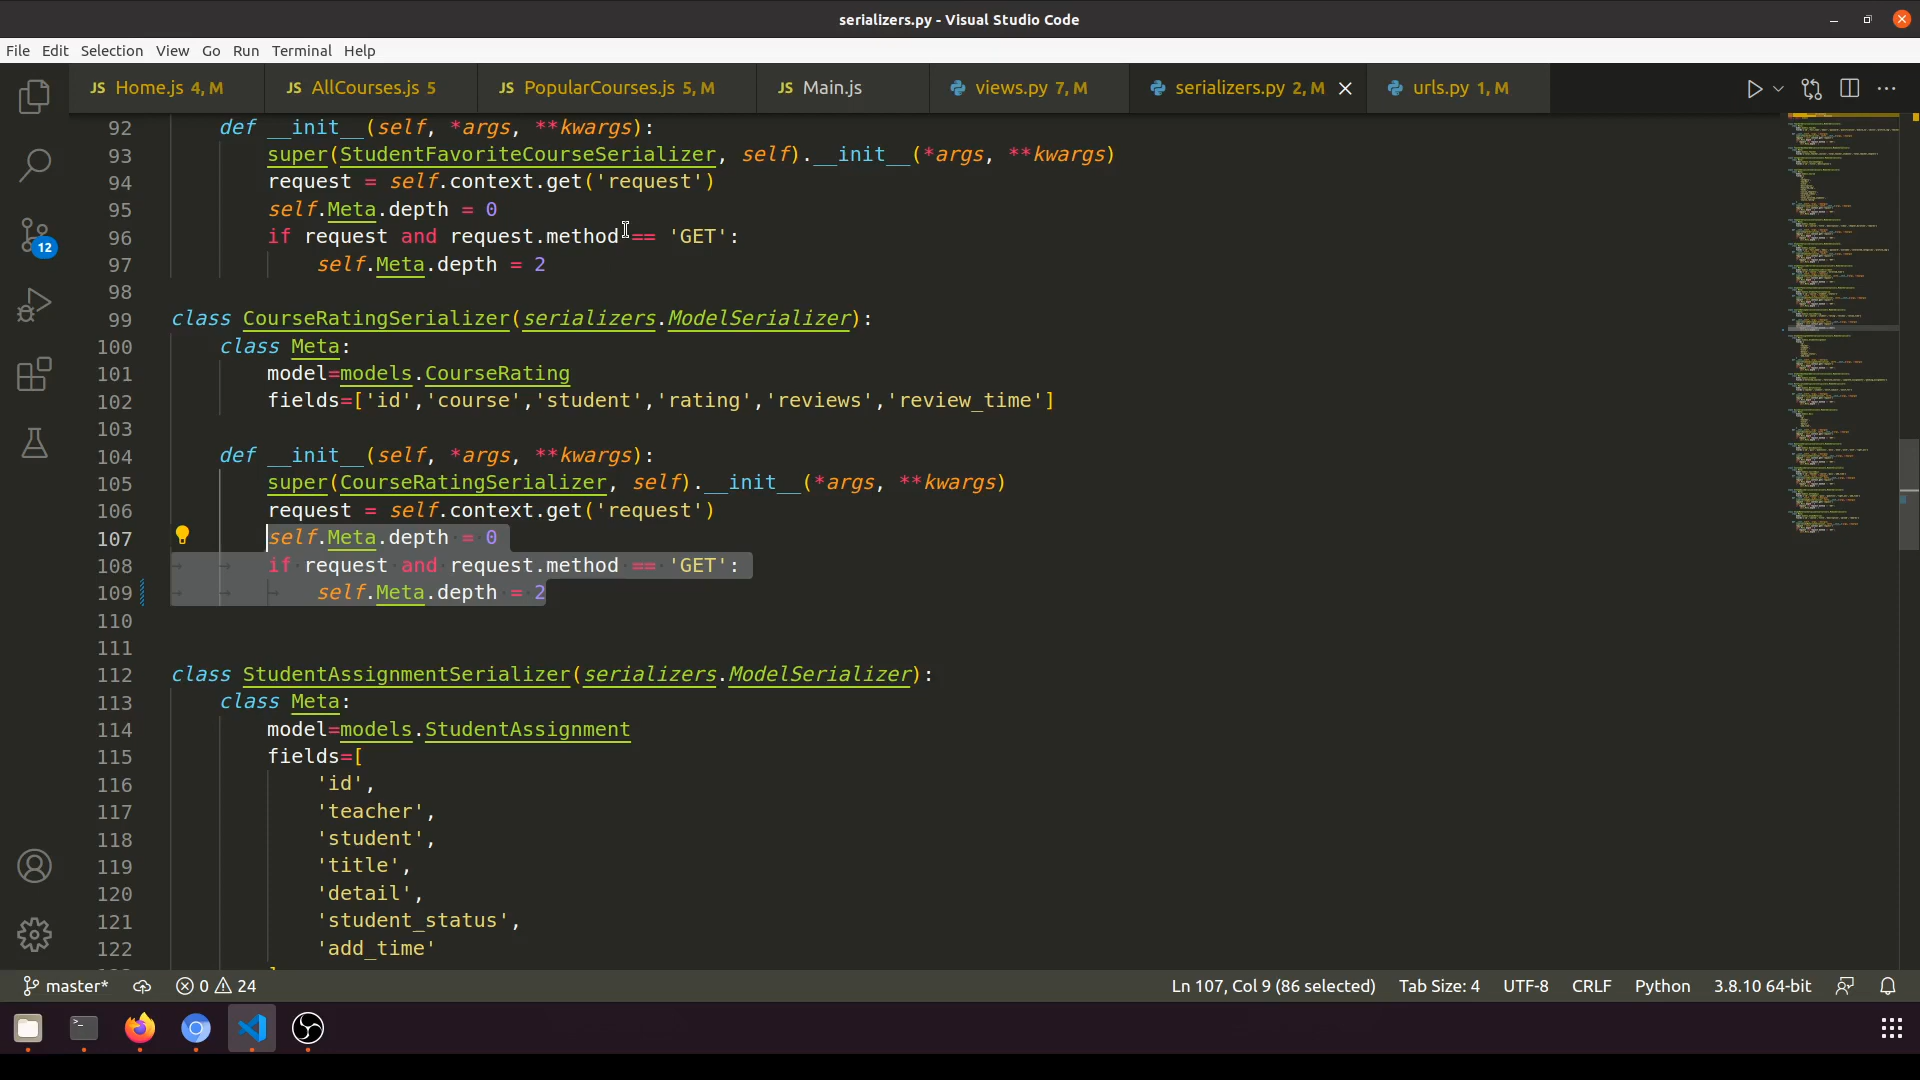 serializers.py - Visual Studio Code
File Edit Selection View Go Run Terminal Help
JS Home.js 4, M JS AllCourses.js 5 JS PopularCourses.js 5, M JS Main.js views.py 7, M serializers.py 2, M urls.py 1, M
92 def __init__(self, *args, **kwargs):
93 super(StudentFavoriteCourseSerializer, self).__init__(*args, **kwargs)
94 request = self.context.get('request')
95 self.Meta.depth = 0
96 if request and request.method == 'GET':
97 self.Meta.depth = 2
98
99 class CourseRatingSerializer(serializers.ModelSerializer):
100 class Meta:
101 model=models.CourseRating
102 fields=['id','course','student','rating','reviews','review_time']
103
104 def __init__(self, *args, **kwargs):
105 super(CourseRatingSerializer, self).__init__(*args, **kwargs)
106 request = self.context.get('request')
107 self.Meta.depth = 0
108 if request and request.method == 'GET':
109 self.Meta.depth = 2
110
111
112 class StudentAssignmentSerializer(serializers.ModelSerializer):
113 class Meta:
114 model=models.StudentAssignment
115 fields=[
116 'id',
117 'teacher',
118 'student',
119 'title',
120 'detail',
121 'student_status',
122 'add_time'
12
master* 0 24 Ln 107, Col 9 (86 selected) Tab Size: 4 UTF-8 CRLF Python 3.8.10 64-bit